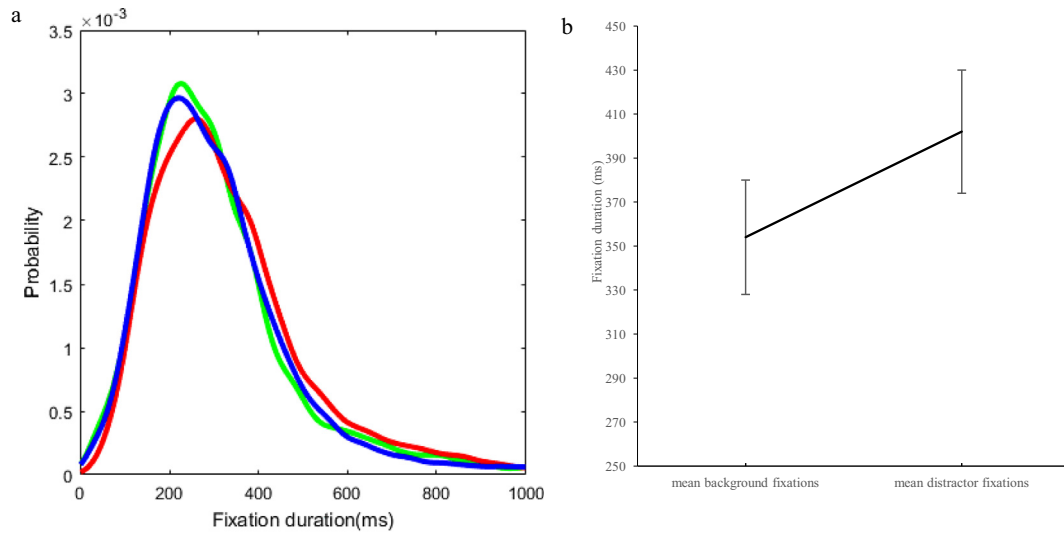 a
×10⁻³
3.5
3
2.5
2
1.5
1
0.5
0
Probability
0 200 400 600 800 1000
Fixation duration(ms)
b
450
430
410
390
370
350
330
310
290
270
250
Fixation duration (ms)
mean background fixations mean distractor fixations